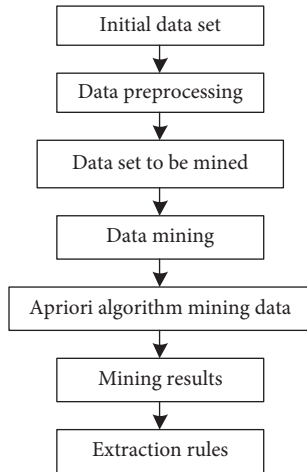 Initial data set
Data preprocessing
Data set to be mined
Data mining
Apriori algorithm mining data
Mining results
Extraction rules